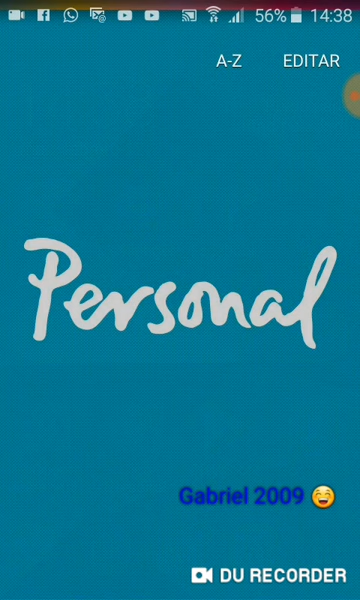 56% 14:38
A-Z EDITAR
Personal
Gabriel 2009 😁
DU RECORDER